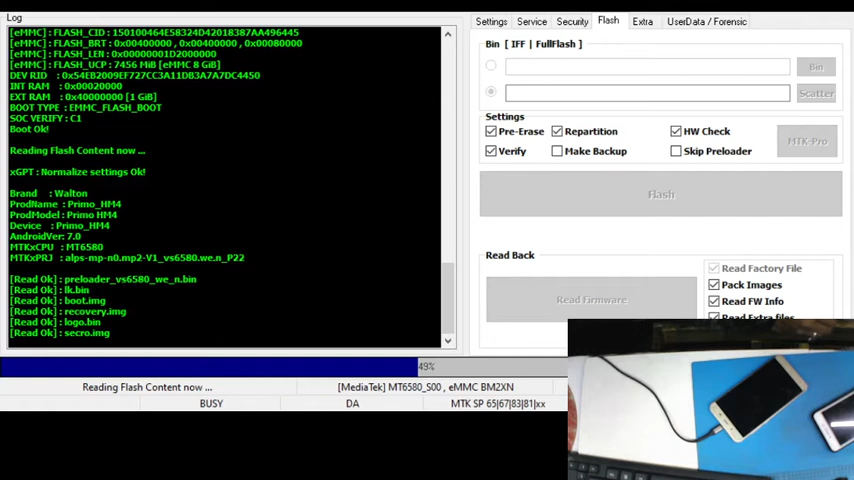 Log
[eMMC] : FLASH_CID : 150100464E58324D42018387AA496445
[eMMC] : FLASH_BRT : 0x00400000 , 0x00400000 , 0x00080000
[eMMC] : FLASH_LEN : 0x00000001D2000000
[eMMC] : FLASH_UCP : 7456 MiB [eMMC 8 GiB]
DEV RID : 0x54EB2009EF727CC3A11DB3A7A7DC4450
INT RAM : 0x00020000
EXT RAM : 0x40000000 [1 GiB]
BOOT TYPE : EMMC_FLASH_BOOT
SOC VERIFY : C1
Boot Ok!
Reading Flash Content now ...
xGPT : Normalize settings Ok!
Brand : Walton
ProdName : Primo_HM4
ProdModel : Primo HM4
Device : Primo_HM4
AndroidVer: 7.0
MTKxCPU : MT6580
MTKxPRJ : alps-mp-n0.mp2-V1_vs6580.we.n_P22
[Read Ok] : preloader_vs6580_we_n.bin
[Read Ok] : lk.bin
[Read Ok] : boot.img
[Read Ok] : recovery.img
[Read Ok] : logo.bin
[Read Ok] : secro.img
49%
Reading Flash Content now ... [MediaTek] MT6580_S00 , eMMC BM2XN
BUSY DA MTK SP 65|67|83|81|xx
Settings Service Security Flash Extra UserData / Forensic
Bin [ IFF | FullFlash ]
Bin
Scatter
Settings
Pre-Erase Repartition HW Check
Verify Make Backup Skip Preloader
MTK-Pro
Flash
Read Back
Read Firmware
Read Factory File
Pack Images
Read FW Info
Read Extra files